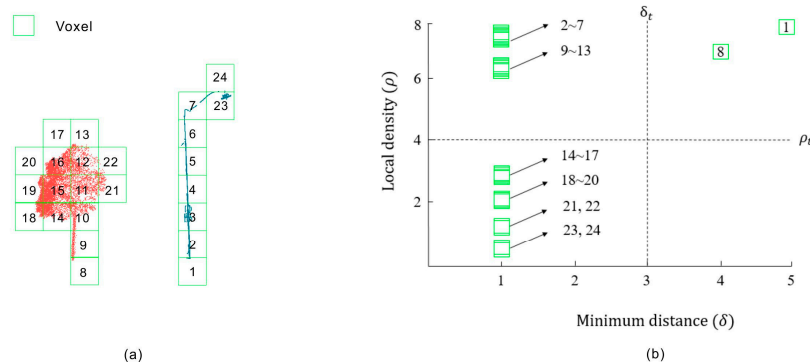 Voxel
24
7 23
17 13 6
20 16 12 22 5
19 15 11 21 4
18 14 10 3
9 2
8 1
(a)
δt
8
2~7
1
9~13
8
6
Local density (ρ)
4
ρt
14~17
18~20
2
21, 22
23, 24
1 2 3 4 5
Minimum distance (δ)
(b)